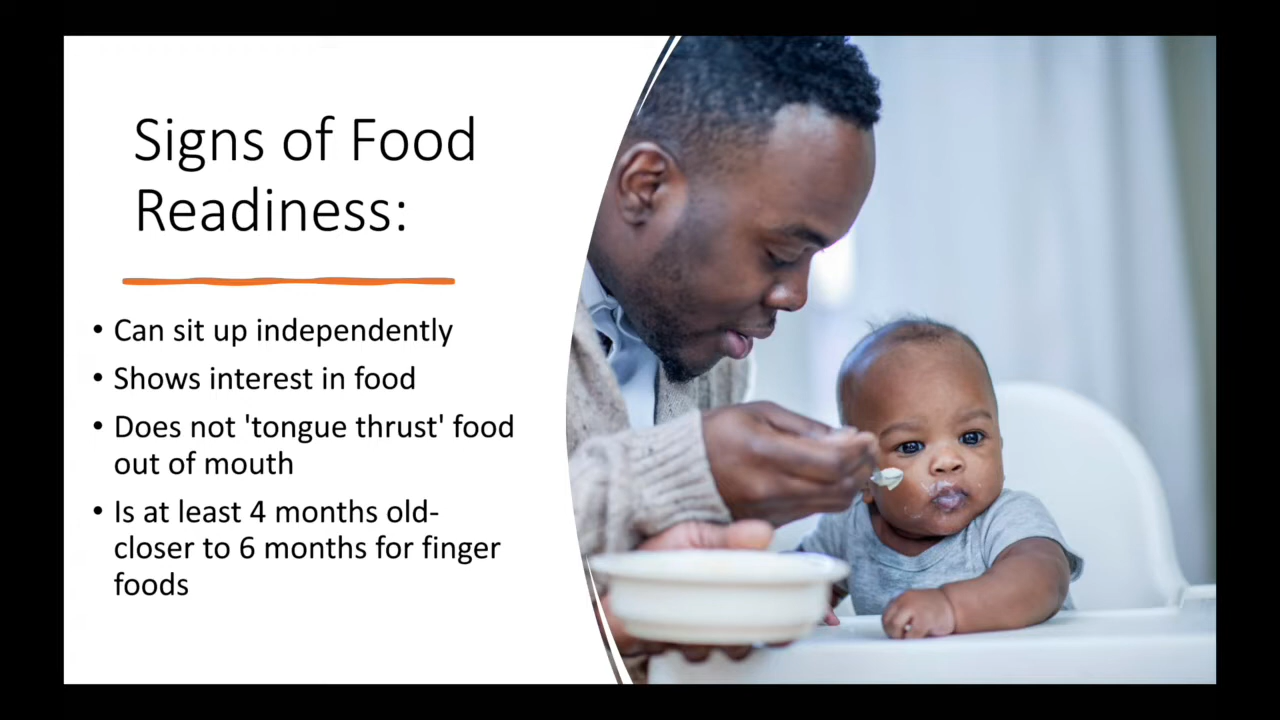 Signs of Food
Readiness:
• Can sit up independently
• Shows interest in food
• Does not 'tongue thrust' food
out of mouth
• Is at least 4 months old-
closer to 6 months for finger
foods